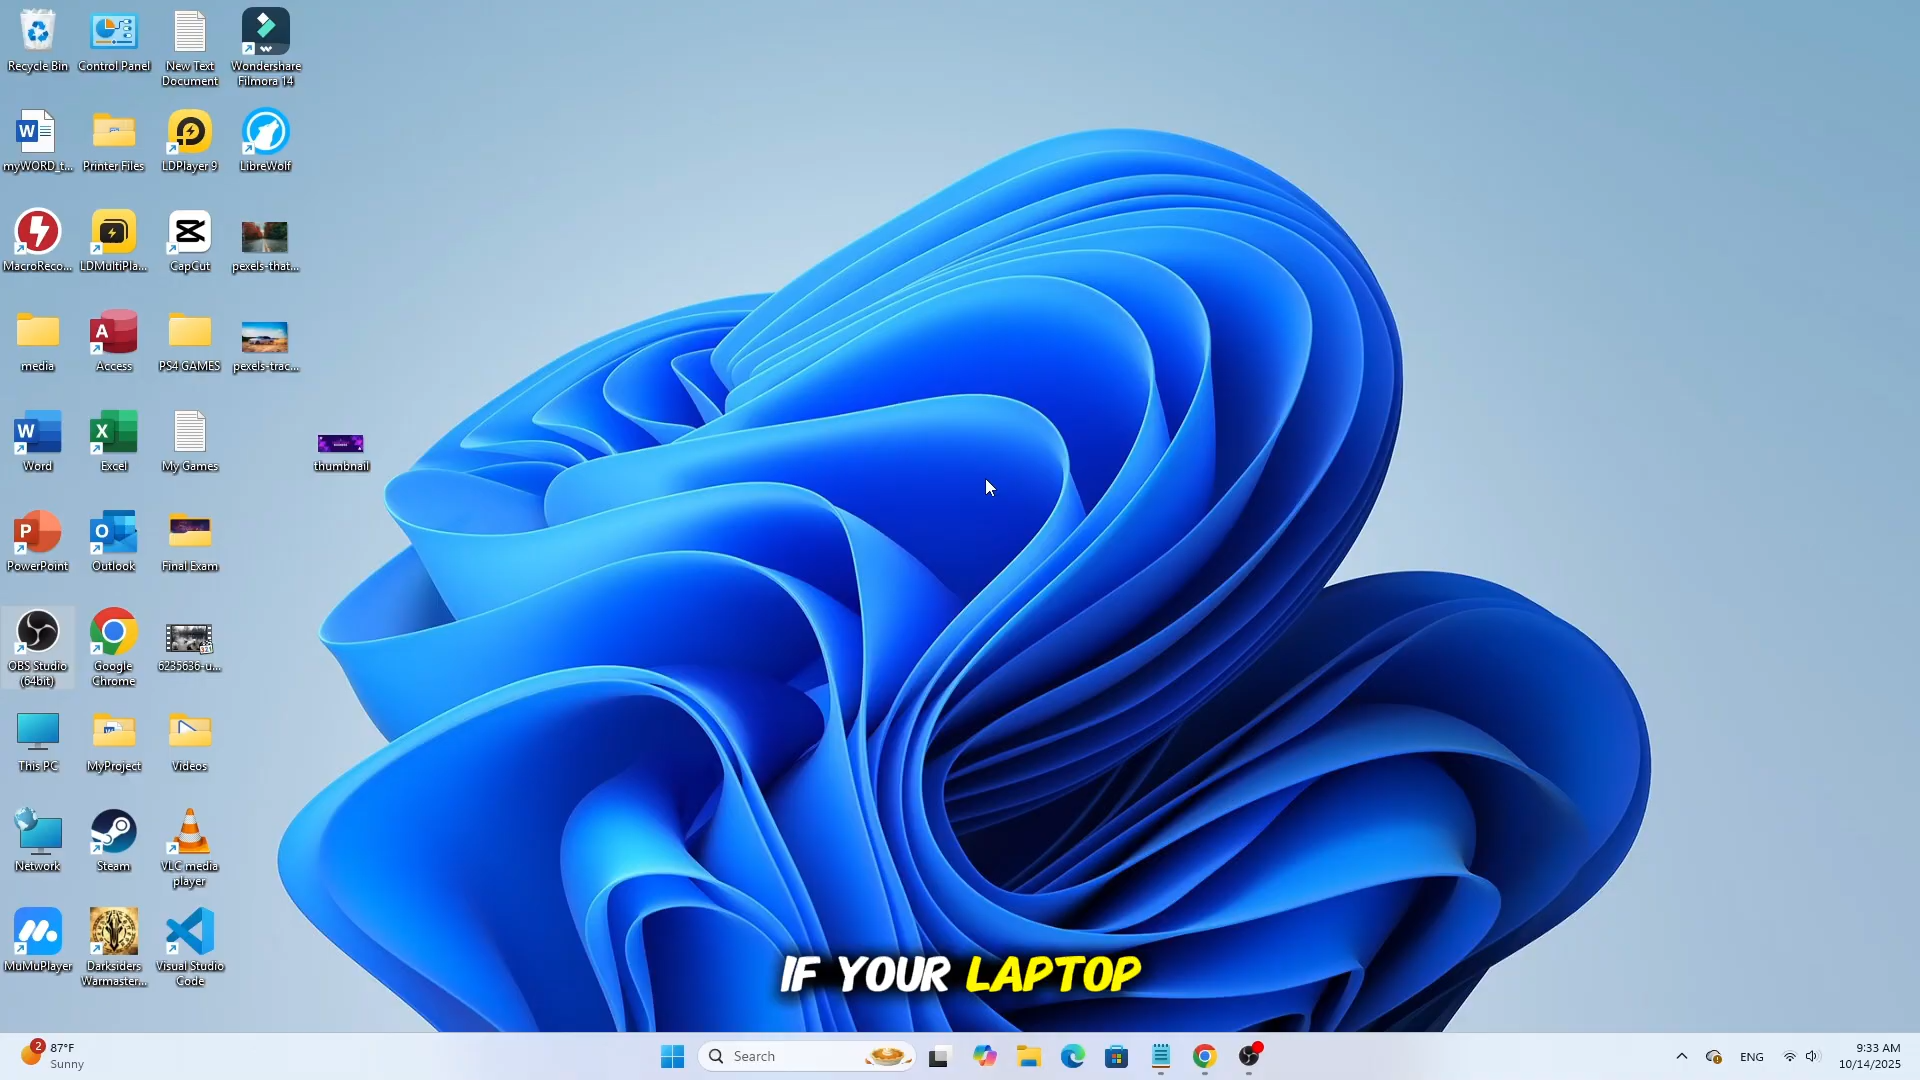 Recycle Bin
Control Panel
New Text
Document
Wondershare
Filmora 14
myWORD_t...
Printer Files
LDPlayer 9
LibreWolf
MacroReco...
LDMultiPla...
CapCut
pexels-that...
media
Access
PS4 GAMES
pexels-trac...
Word
Excel
My Games
thumbnail
PowerPoint
Outlook
Final Exam
OBS Studio
(64bit)
Google
Chrome
6235636-u...
This PC
MyProject
Videos
Network
Steam
VLC media
player
MuMuPlayer
Darksiders
Warmaster...
Visual Studio
Code
IF YOUR LAPTOP
2
87°F
Sunny
Search
ENG
9:33 AM
10/14/2025